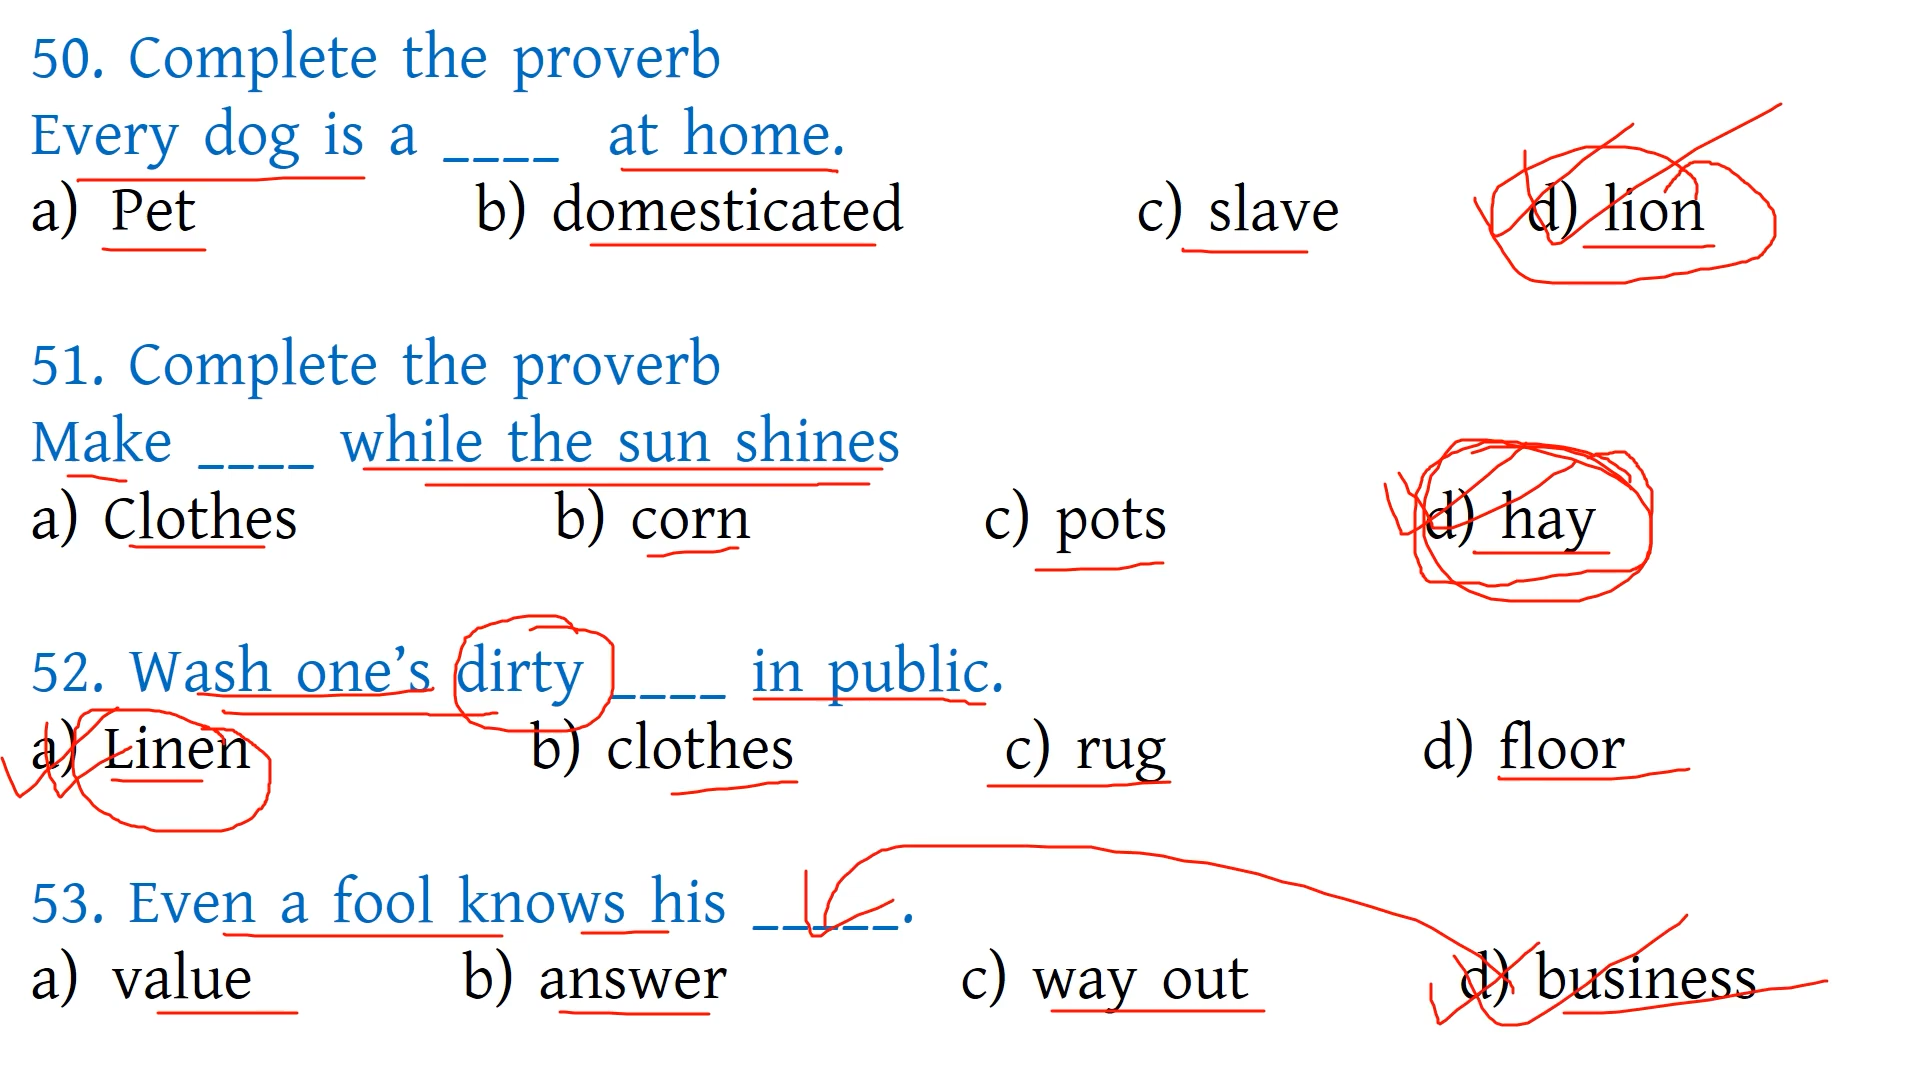 50. Complete the proverb
Every dog is a ____ at home.
a) Pet b) domesticated c) slave d) lion
51. Complete the proverb
Make ____ while the sun shines
a) Clothes b) corn c) pots d) hay
52. Wash one’s dirty ____ in public.
a) Linen b) clothes c) rug d) floor
53. Even a fool knows his _____.
a) value b) answer c) way out d) business